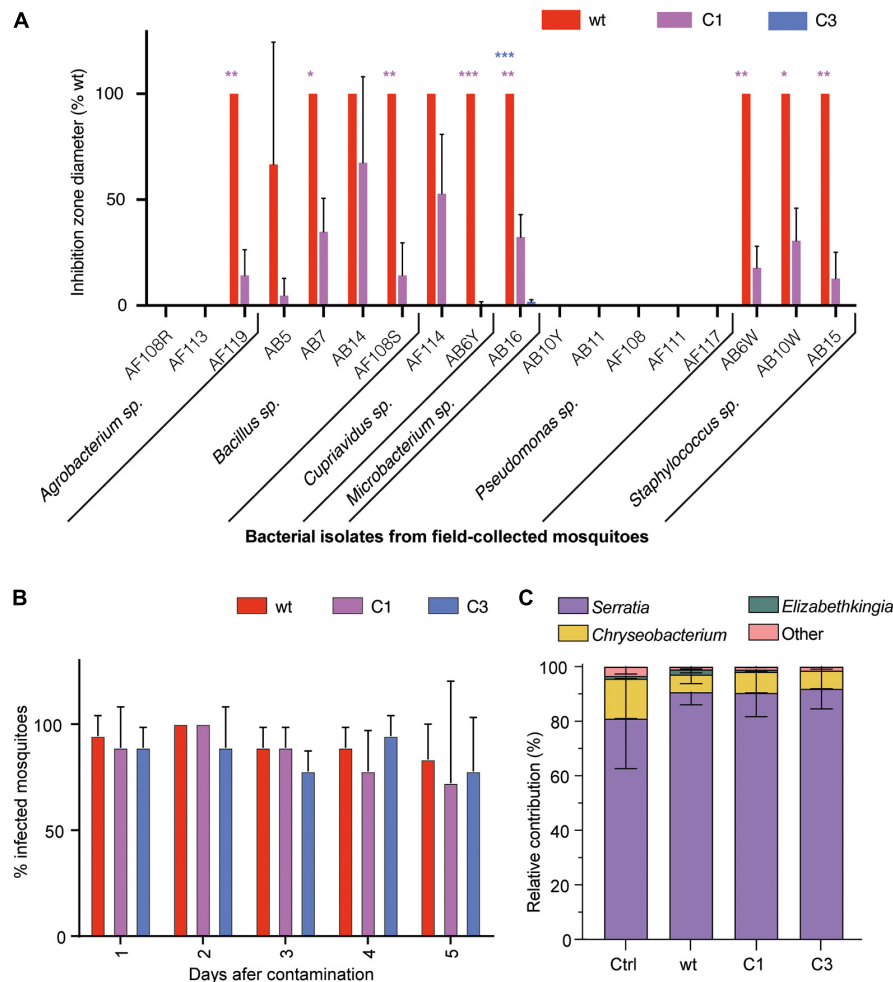 A
wt C1 C3
Inhibition zone diameter (% wt)
100
50
0
** * ** *** *** ** ** * **
AF108R AF113 AF119 AB5 AB7 AB14 AF108S AF114 AB6Y AB16 AB10Y AB11 AF108 AF111 AF117 AB6W AB10W AB15
Agrobacterium sp. Bacillus sp. Cupriavidus sp. Microbacterium sp. Pseudomonas sp. Staphylococcus sp.
Bacterial isolates from field-collected mosquitoes
B
wt C1 C3
% infected mosquitoes
100
50
0
1 2 3 4 5
Days afer contamination
C
Serratia Elizabethkingia
Chryseobacterium Other
Relative contribution (%)
100
80
60
40
20
0
Ctrl wt C1 C3